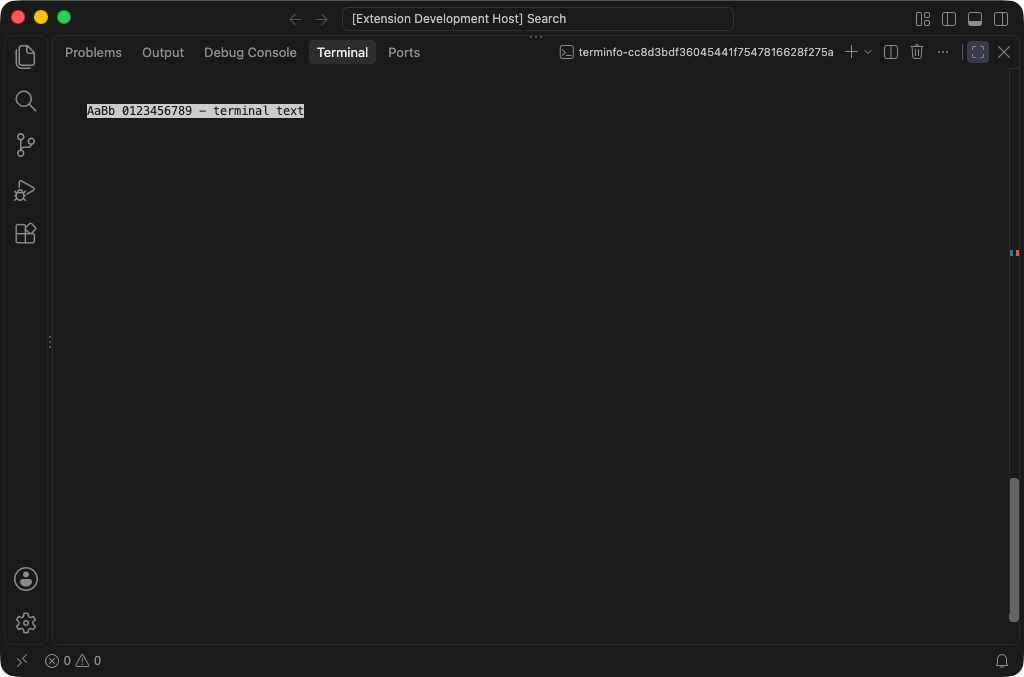 [Extension Development Host] Search
Problems Output Debug Console Terminal Ports
terminfo-cc8d3bdf36045441f7547816628f275a
AaBb 0123456789 — terminal text
0 0